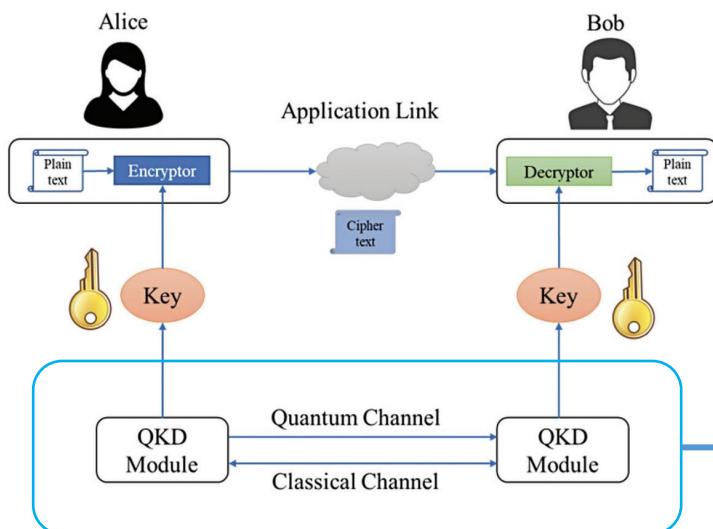 Alice
Bob
Application Link
Plain
text
Encryptor
Decryptor
Plain
text
Cipher
text
Key
Key
Quantum Channel
QKD
Module
QKD
Module
Classical Channel